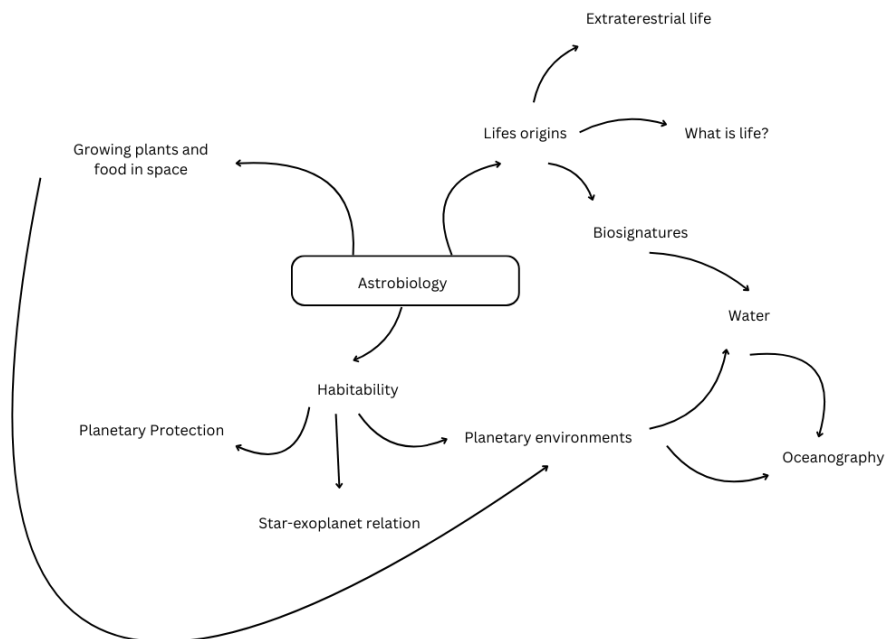 Extraterestrial life
Lifes origins
What is life?
Growing plants and
food in space
Biosignatures
Astrobiology
Water
Habitability
Planetary Protection
Planetary environments
Oceanography
Star-exoplanet relation